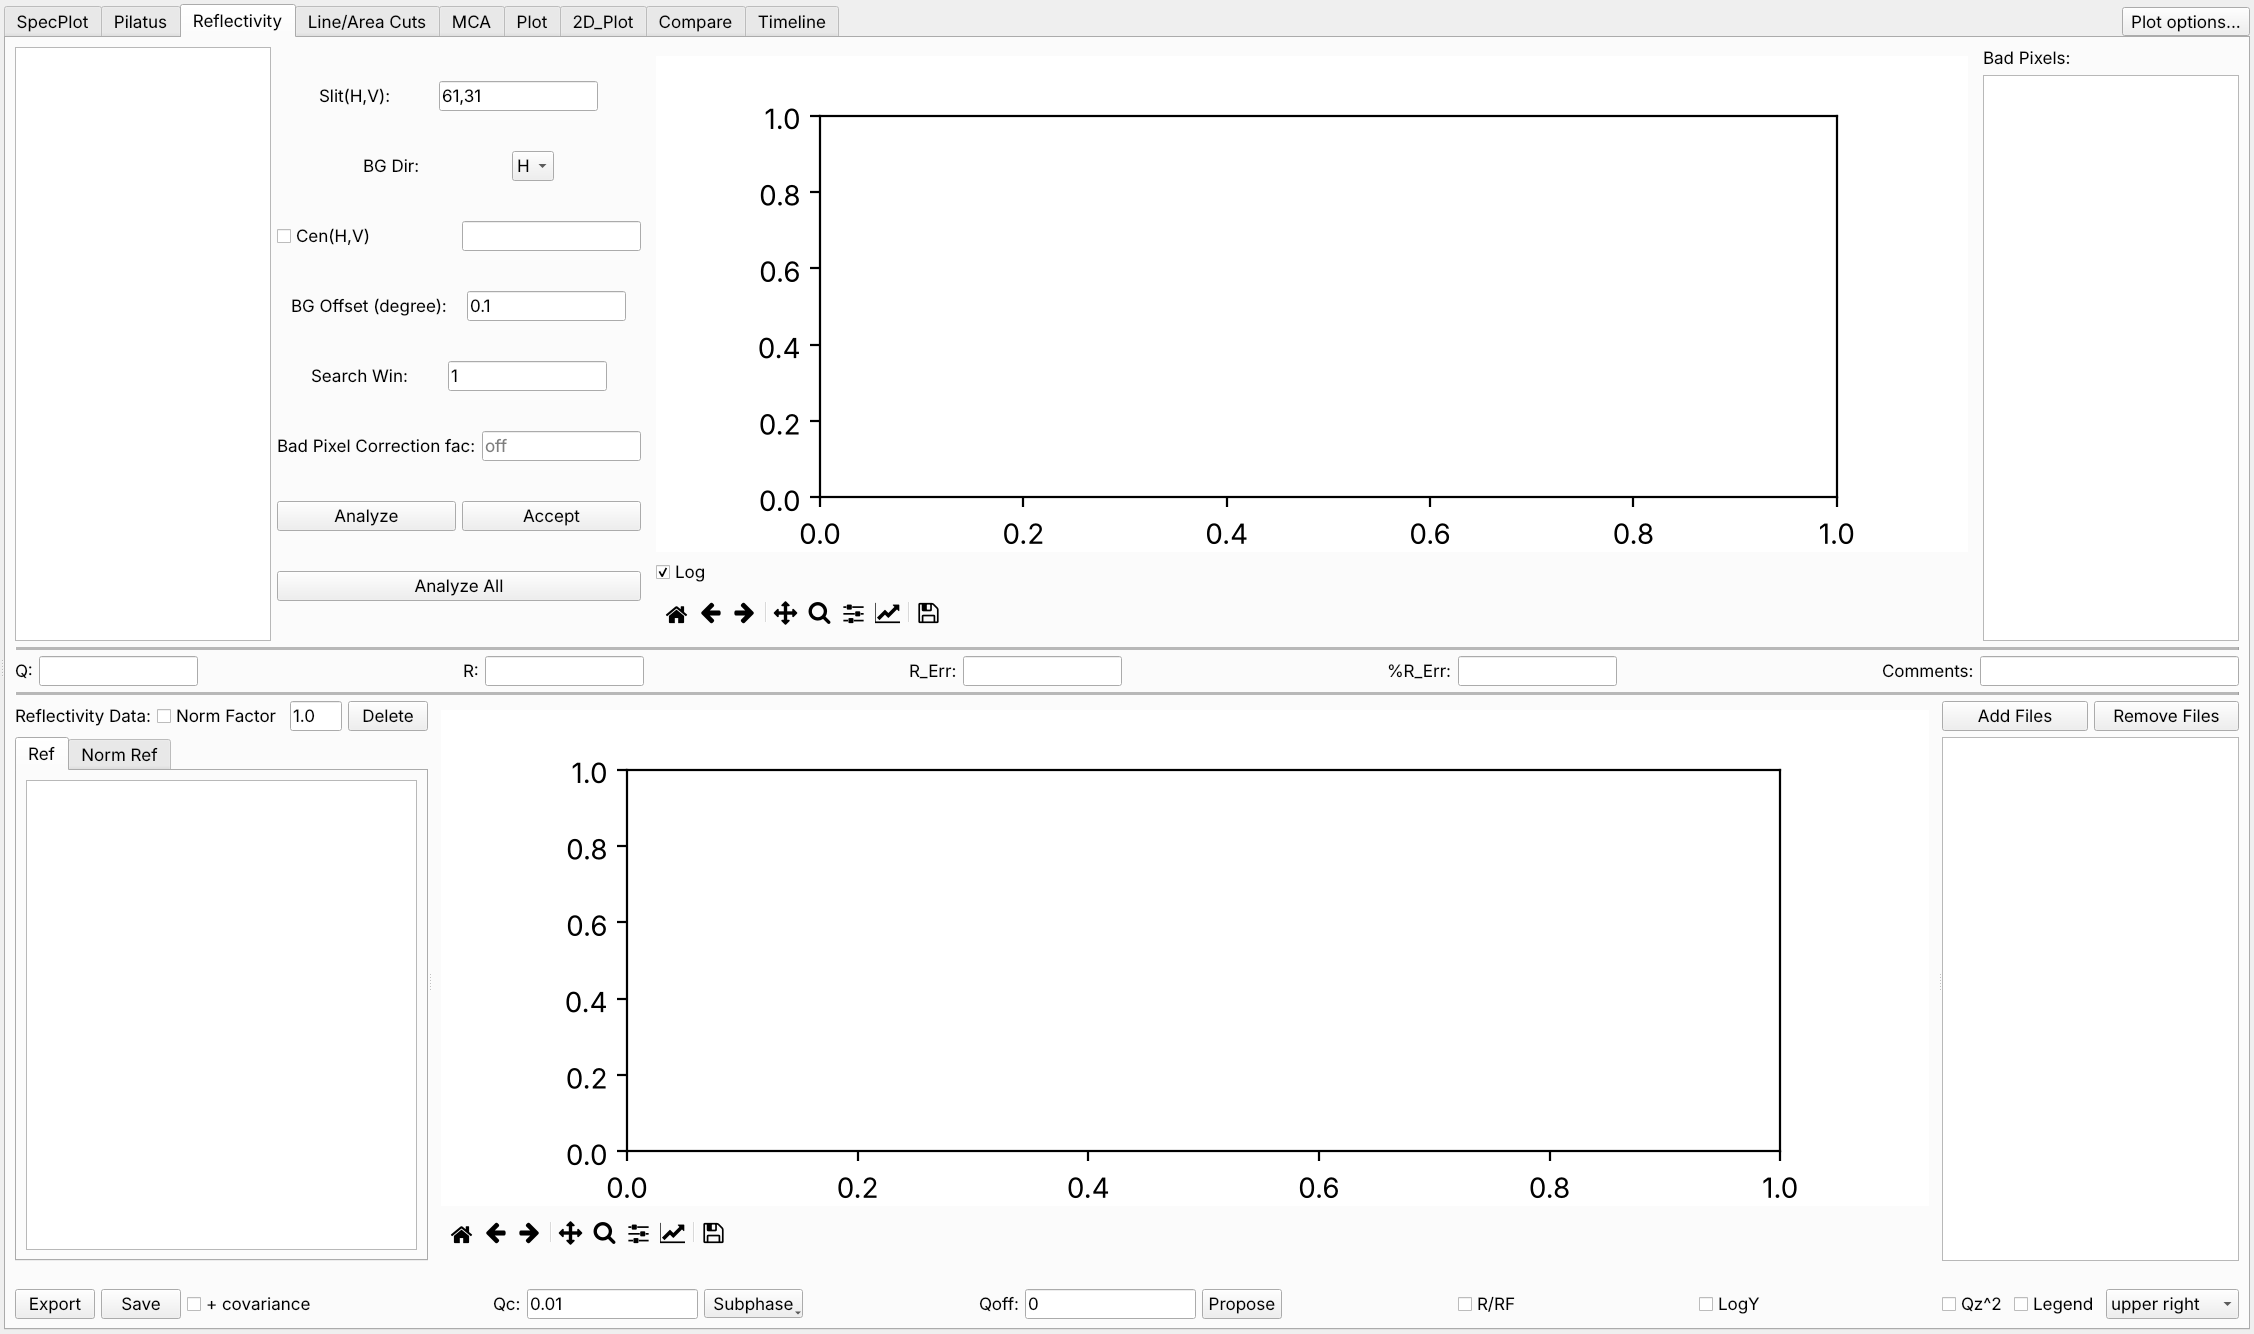 SpecPlot Pilatus Reflectivity Line/Area Cuts MCA Plot 2D_Plot Compare Timeline Plot options...
Bad Pixels:
Slit(H,V): 61,31
BG Dir: H
Cen(H,V)
BG Offset (degree): 0.1
Search Win: 1
Bad Pixel Correction fac: off
Analyze Accept
Analyze All
1.0
0.8
0.6
0.4
0.2
0.0
0.0 0.2 0.4 0.6 0.8 1.0
Log
Q: R: R_Err: %R_Err: Comments:
Reflectivity Data: Norm Factor 1.0 Delete Add Files Remove Files
Ref Norm Ref
1.0
0.8
0.6
0.4
0.2
0.0
0.0 0.2 0.4 0.6 0.8 1.0
Export Save + covariance Qc: 0.01 Subphase Qoff: 0 Propose R/RF LogY Qz^2 Legend upper right